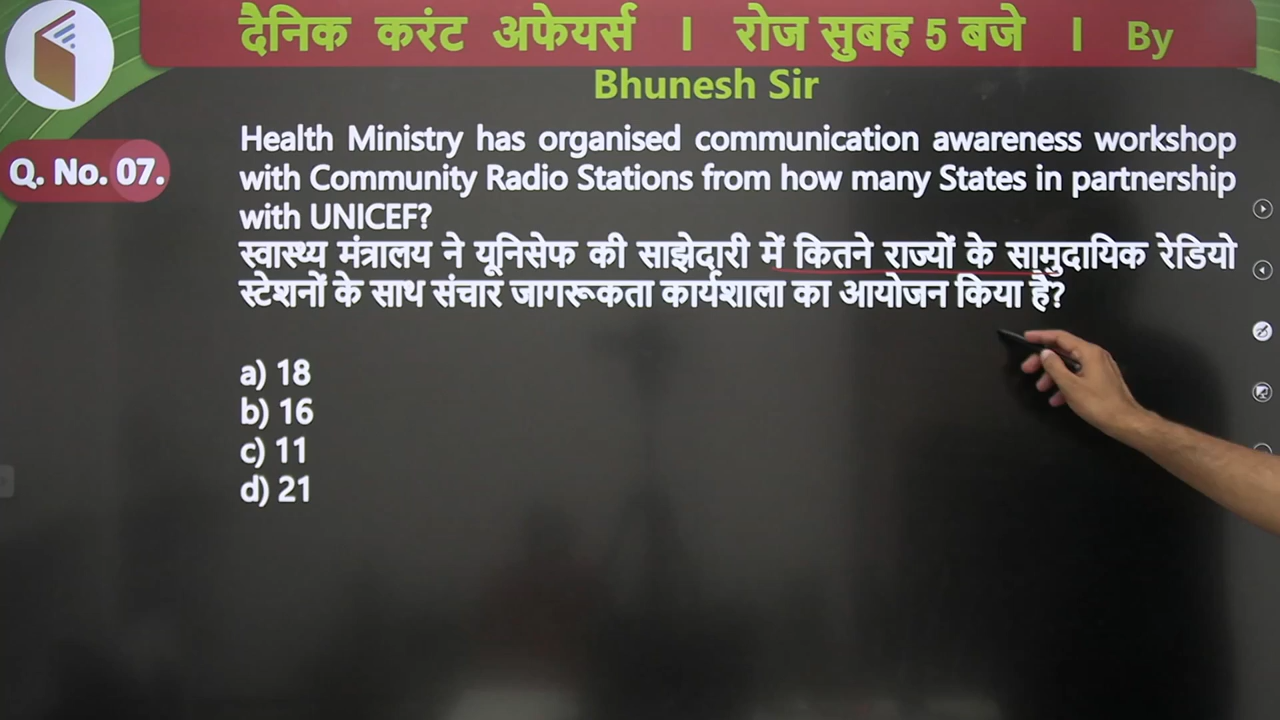 दैनिक करंट अफेयर्स । रोज सुबह 5 बजे । By
Bhunesh Sir
Q. No. 07.
Health Ministry has organised communication awareness workshop
with Community Radio Stations from how many States in partnership
with UNICEF?
स्वास्थ्य मंत्रालय ने यूनिसेफ की साझेदारी में कितने राज्यों के सामुदायिक रेडियो
स्टेशनों के साथ संचार जागरूकता कार्यशाला का आयोजन किया है?
a) 18
b) 16
c) 11
d) 21